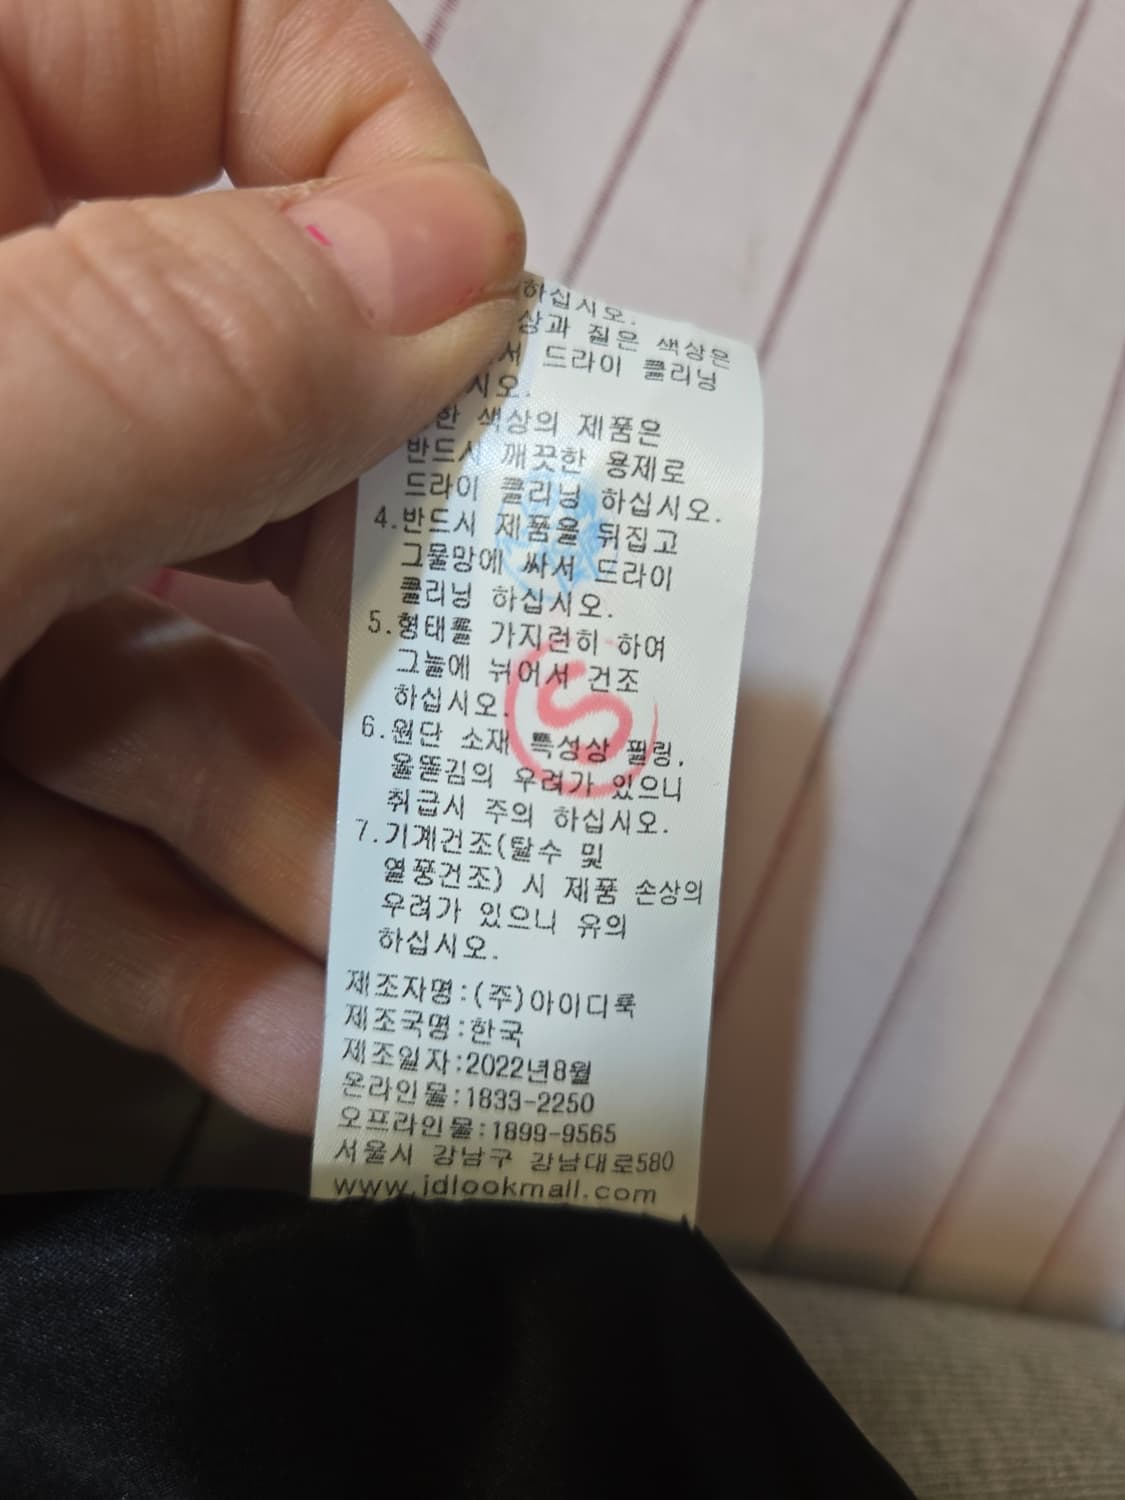 하십시오.
상과 짙은 색상은
서 드라이 클리닝
시오.
한 색상의 제품은
반드시 깨끗한 용제로
드라이 클리닝 하십시오.
4.반드시 제품을 뒤집고
그물망에 싸서 드라이
클리닝 하십시오.
5.형태를 가지런히 하여
그늘에 뉘어서 건조
하십시오.
6.원단 소재 특성상 필링,
올뜯김의 우려가 있으니
취급시 주의 하십시오.
7.기계건조(탈수 및
열풍건조) 시 제품 손상의
우려가 있으니 유의
하십시오.
제조자명:(주)아이디룩
제조국명:한국
제조일자:2022년8월
온라인몰:1833-2250
오프라인몰:1899-9565
서울시 강남구 강남대로580
www.idlookmall.com
S